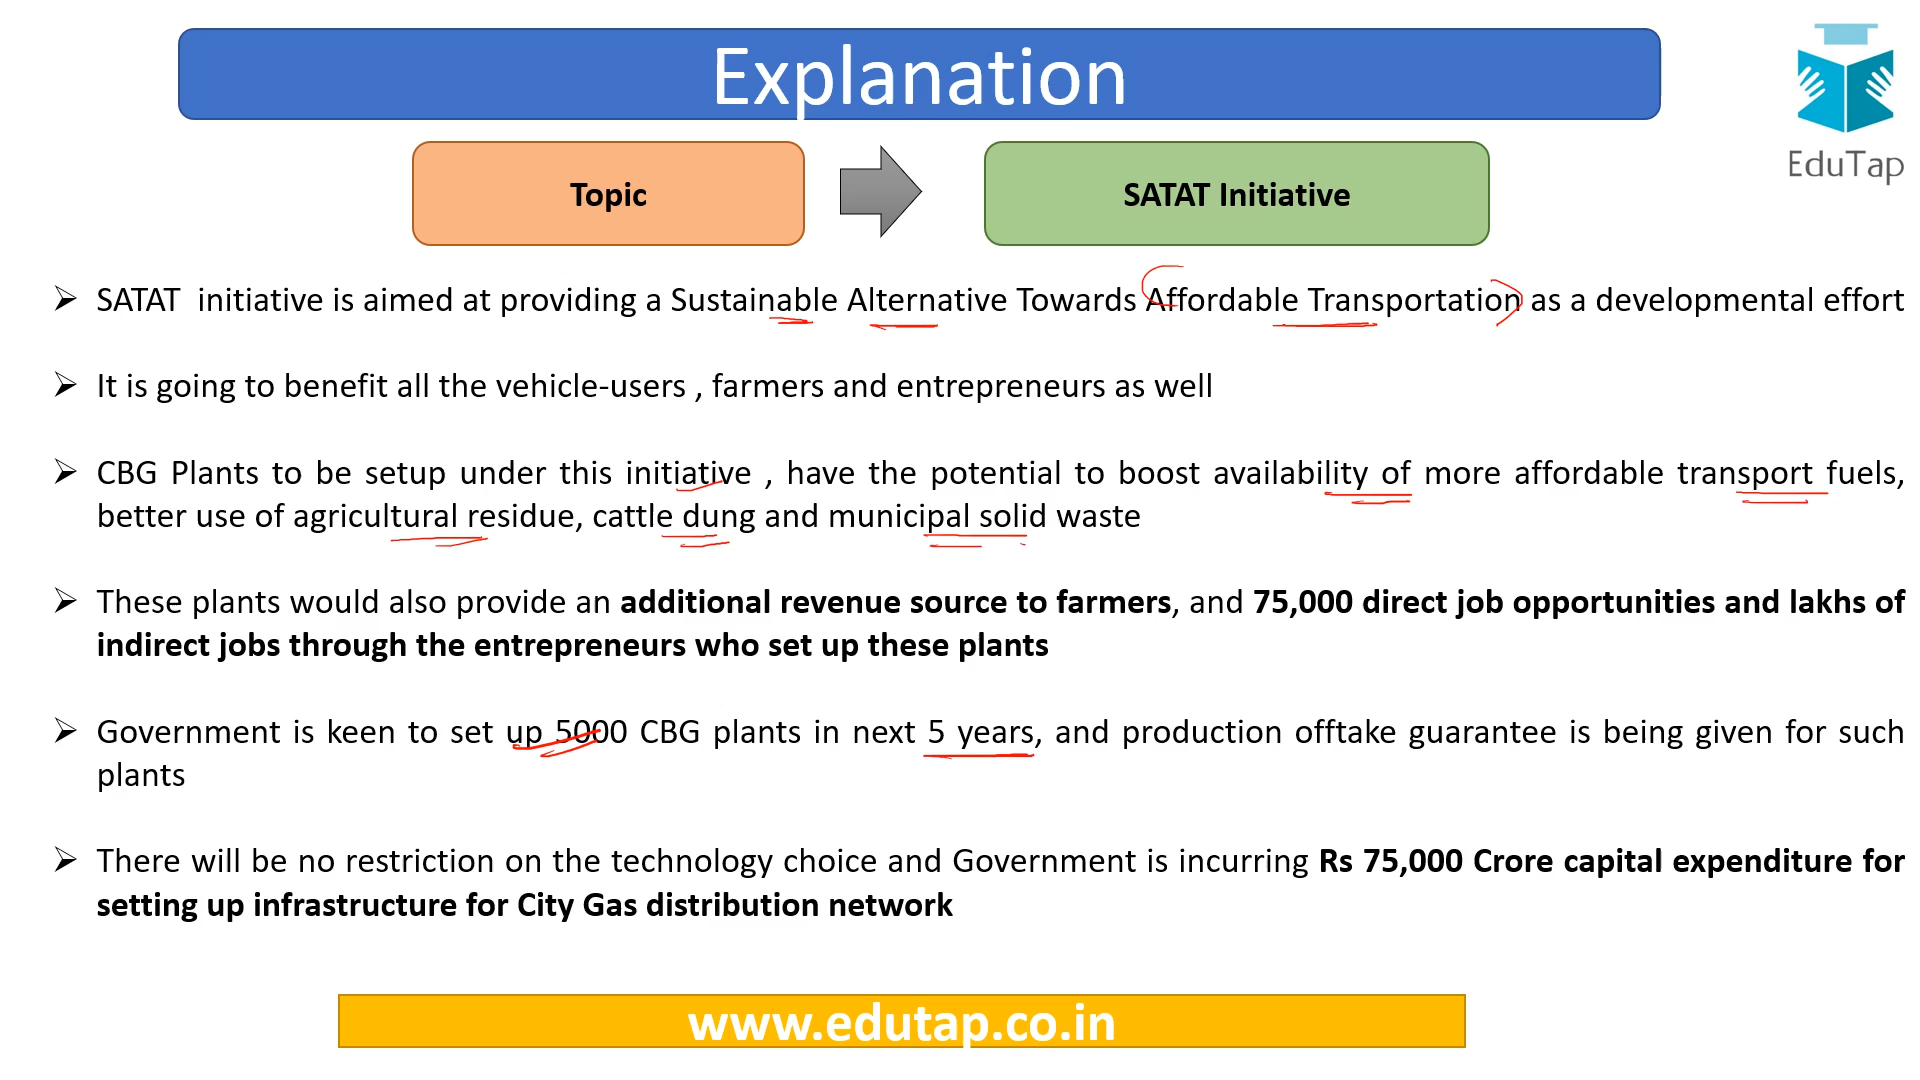 Explanation
EduTap
Topic
SATAT Initiative
SATAT initiative is aimed at providing a Sustainable Alternative Towards Affordable Transportation as a developmental effort
It is going to benefit all the vehicle-users , farmers and entrepreneurs as well
CBG Plants to be setup under this initiative , have the potential to boost availability of more affordable transport fuels,
better use of agricultural residue, cattle dung and municipal solid waste
These plants would also provide an additional revenue source to farmers, and 75,000 direct job opportunities and lakhs of
indirect jobs through the entrepreneurs who set up these plants
Government is keen to set up 5000 CBG plants in next 5 years, and production offtake guarantee is being given for such
plants
There will be no restriction on the technology choice and Government is incurring Rs 75,000 Crore capital expenditure for
setting up infrastructure for City Gas distribution network
www.edutap.co.in